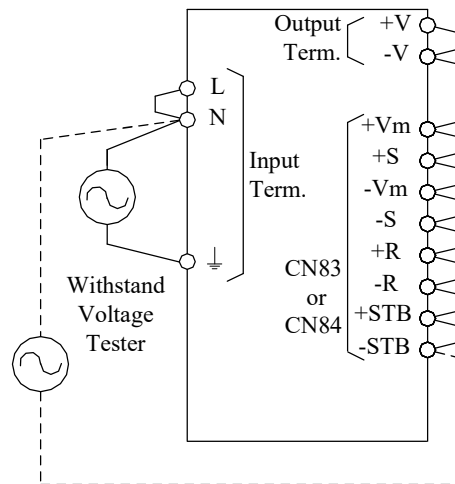 Output
Term.
+V
-V
L
N
Input
Term.
+Vm
+S
-Vm
-S
+R
-R
+STB
-STB
CN83
or
CN84
Withstand
Voltage
Tester